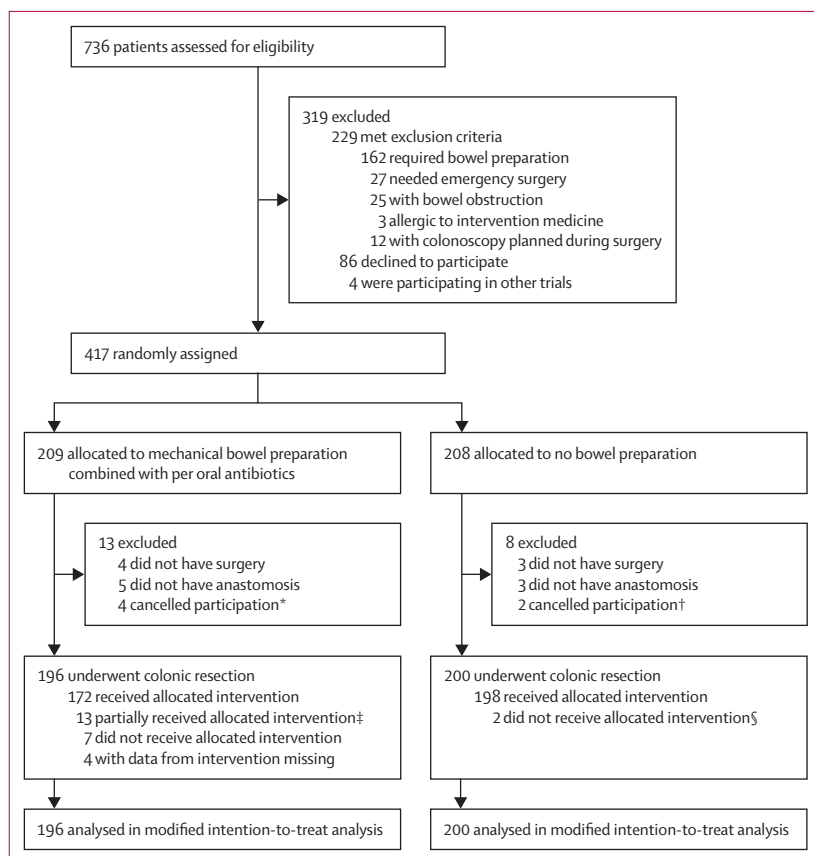 736 patients assessed for eligibility
319 excluded
229 met exclusion criteria
162 required bowel preparation
27 needed emergency surgery
25 with bowel obstruction
3 allergic to intervention medicine
12 with colonoscopy planned during surgery
86 declined to participate
4 were participating in other trials
417 randomly assigned
209 allocated to mechanical bowel preparation
combined with per oral antibiotics
208 allocated to no bowel preparation
13 excluded
4 did not have surgery
5 did not have anastomosis
4 cancelled participation*
8 excluded
3 did not have surgery
3 did not have anastomosis
2 cancelled participation†
196 underwent colonic resection
172 received allocated intervention
13 partially received allocated intervention‡
7 did not receive allocated intervention
4 with data from intervention missing
200 underwent colonic resection
198 received allocated intervention
2 did not receive allocated intervention§
196 analysed in modified intention-to-treat analysis
200 analysed in modified intention-to-treat analysis